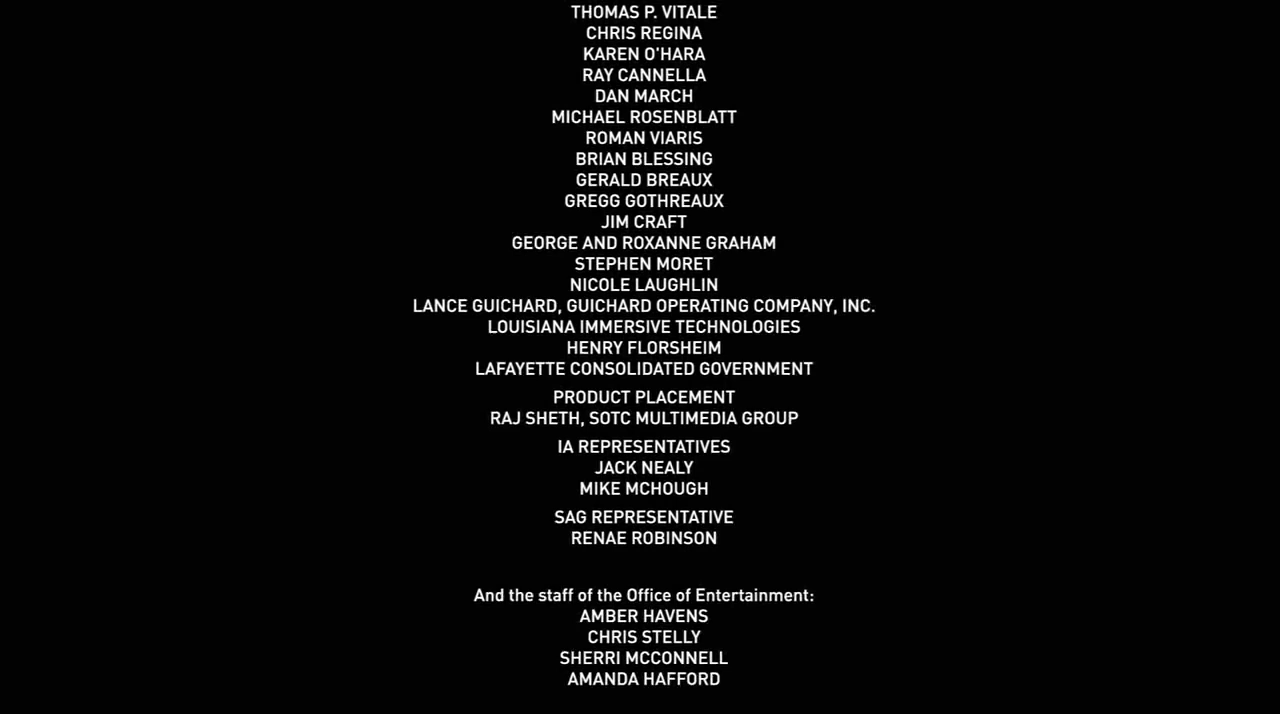 THOMAS P. VITALE
CHRIS REGINA
KAREN O'HARA
RAY CANNELLA
DAN MARCH
MICHAEL ROSENBLATT
ROMAN VIARIS
BRIAN BLESSING
GERALD BREAUX
GREGG GOTHREAUX
JIM CRAFT
GEORGE AND ROXANNE GRAHAM
STEPHEN MORET
NICOLE LAUGHLIN
LANCE GUICHARD, GUICHARD OPERATING COMPANY, INC.
LOUISIANA IMMERSIVE TECHNOLOGIES
HENRY FLORSHEIM
LAFAYETTE CONSOLIDATED GOVERNMENT
PRODUCT PLACEMENT
RAJ SHETH, SOTC MULTIMEDIA GROUP
IA REPRESENTATIVES
JACK NEALY
MIKE MCHOUGH
SAG REPRESENTATIVE
RENAE ROBINSON
And the staff of the Office of Entertainment:
AMBER HAVENS
CHRIS STELLY
SHERRI MCCONNELL
AMANDA HAFFORD